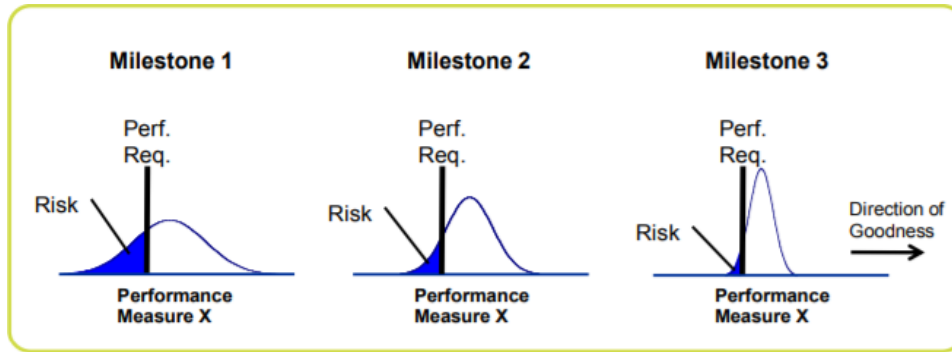 Milestone 1
Perf.
Req.
Risk
Performance
Measure X
Milestone 2
Perf.
Req.
Risk
Performance
Measure X
Milestone 3
Perf.
Req.
Risk
Performance
Measure X
Direction of
Goodness